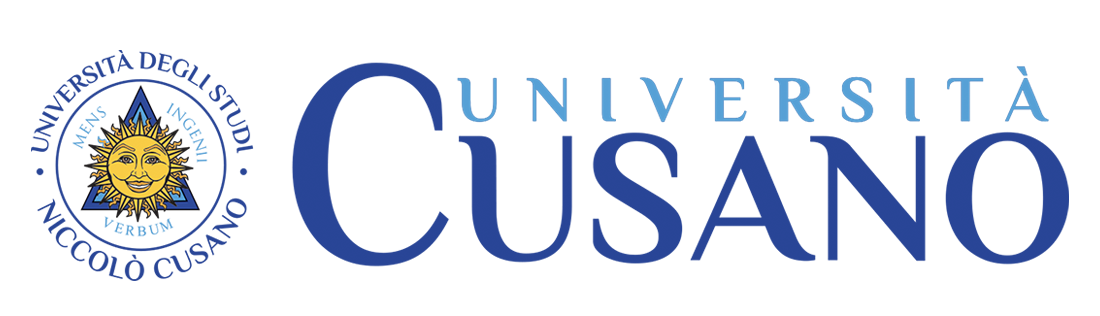 UNIVERSITÀ DEGLI STUDI
MENS
INGENII
VERBUM
NICCOLÒ CUSANO
UNIVERSITÀ
CUSANO